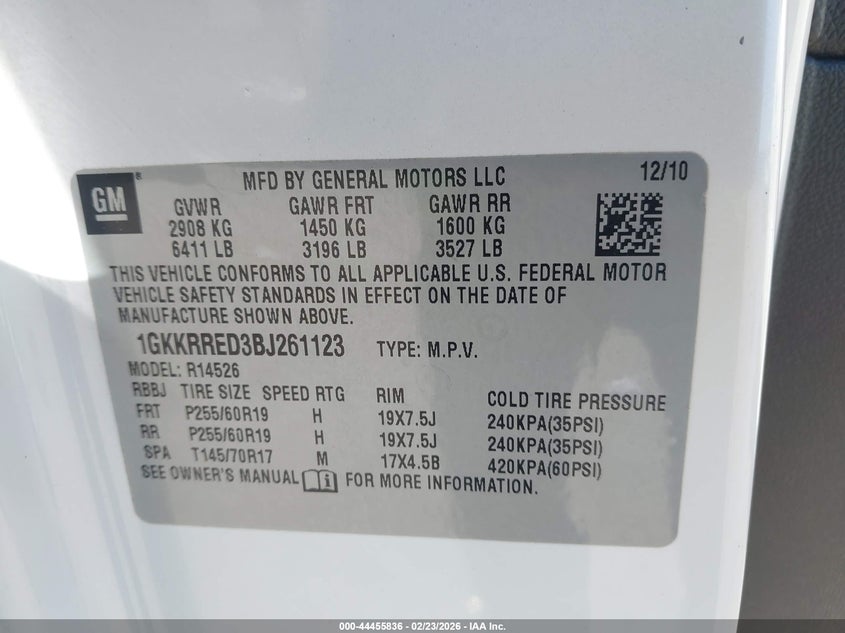 GM ® MFD BY GENERAL MOTORS LLC 12/10
GVWR GAWR FRT GAWR RR
2908 KG 1450 KG 1600 KG
6411 LB 3196 LB 3527 LB
THIS VEHICLE CONFORMS TO ALL APPLICABLE U.S. FEDERAL MOTOR
VEHICLE SAFETY STANDARDS IN EFFECT ON THE DATE OF
MANUFACTURE SHOWN ABOVE.
1GKKRRED3BJ261123 TYPE: M.P.V.
MODEL: R14526
RBBJ TIRE SIZE SPEED RTG RIM COLD TIRE PRESSURE
FRT P255/60R19 H 19X7.5J 240KPA(35PSI)
RR P255/60R19 H 19X7.5J 240KPA(35PSI)
SPA T145/70R17 M 17X4.5B 420KPA(60PSI)
SEE OWNER'S MANUAL i FOR MORE INFORMATION.
000-44455836 - 02/23/2026 - IAA Inc.